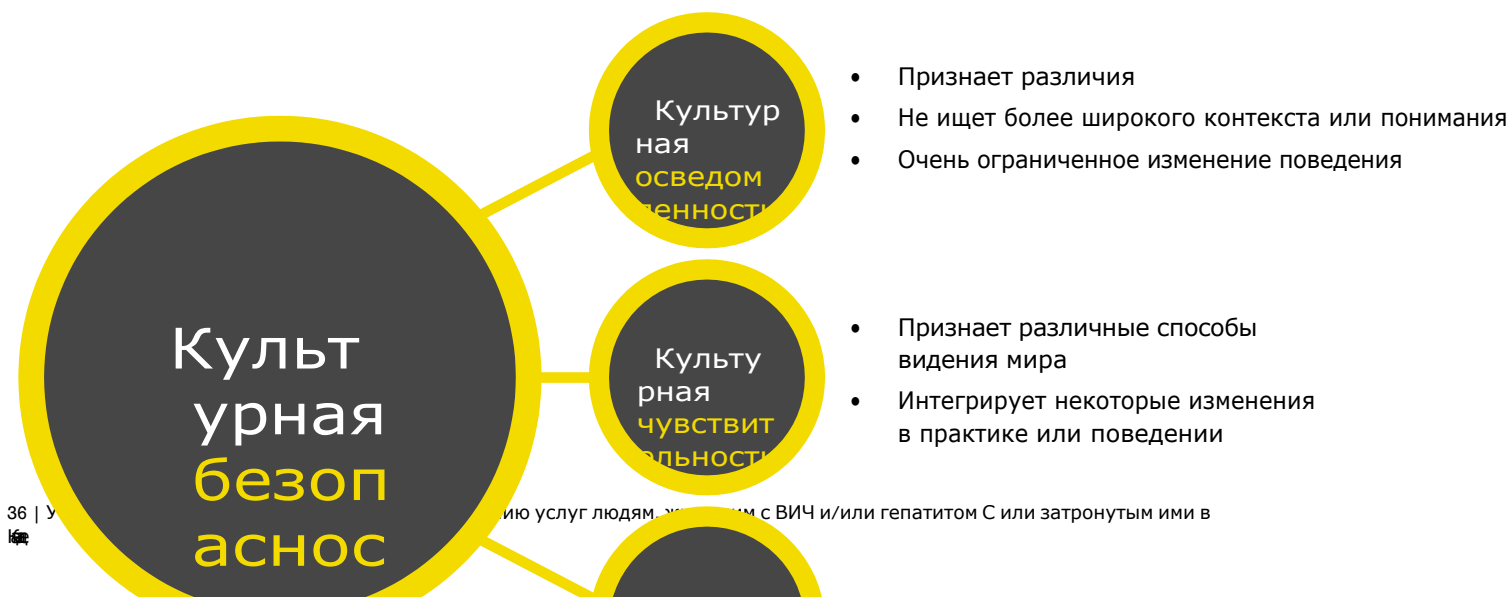 Культур
ная
осведом
ленность
• Признает различия
• Не ищет более широкого контекста или понимания
• Очень ограниченное изменение поведения
Культ
урная
безоп
аснос
Культу
рная
чувствит
ельность
• Признает различные способы
видения мира
• Интегрирует некоторые изменения
в практике или поведении
36 | У ию услуг людям, с ВИЧ и/или гепатитом С или затронутым ими в